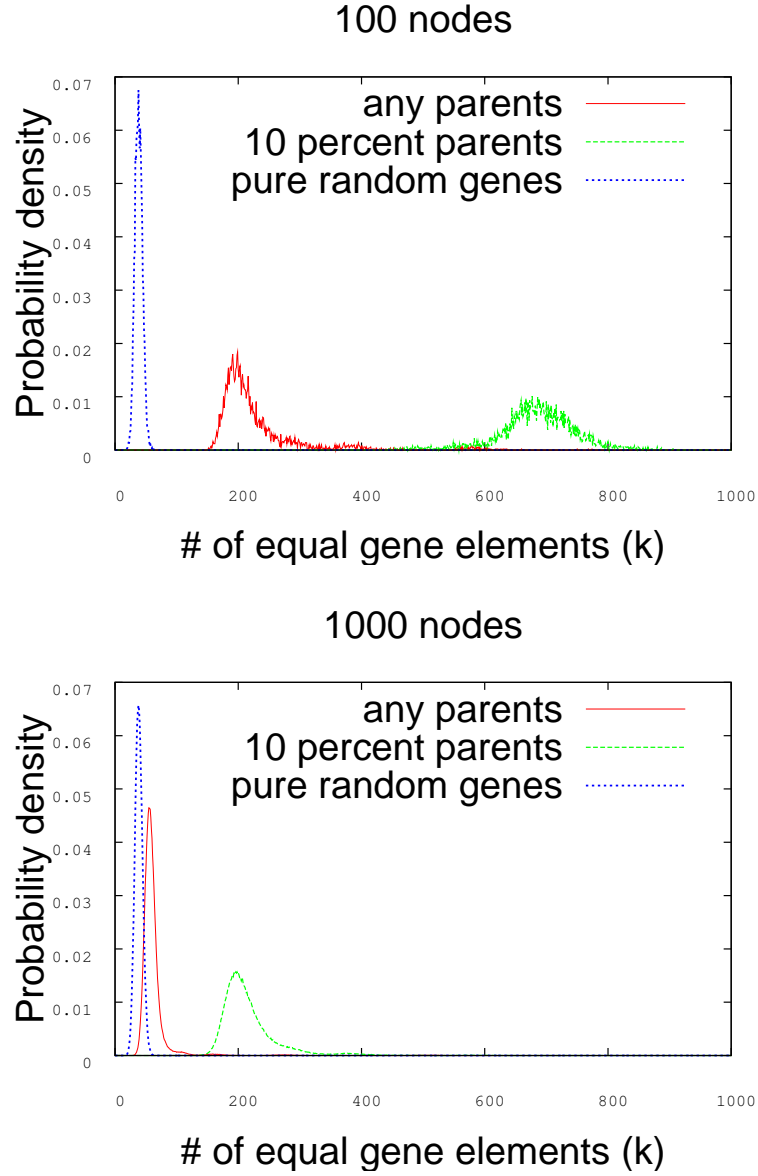 100 nodes
0.07
0.06
0.05
0.04
0.03
0.02
0.01
0
Probability density
any parents
10 percent parents
pure random genes
0 200 400 600 800 1000
# of equal gene elements (k)
1000 nodes
0.07
0.06
0.05
0.04
0.03
0.02
0.01
0
Probability density
any parents
10 percent parents
pure random genes
0 200 400 600 800 1000
# of equal gene elements (k)